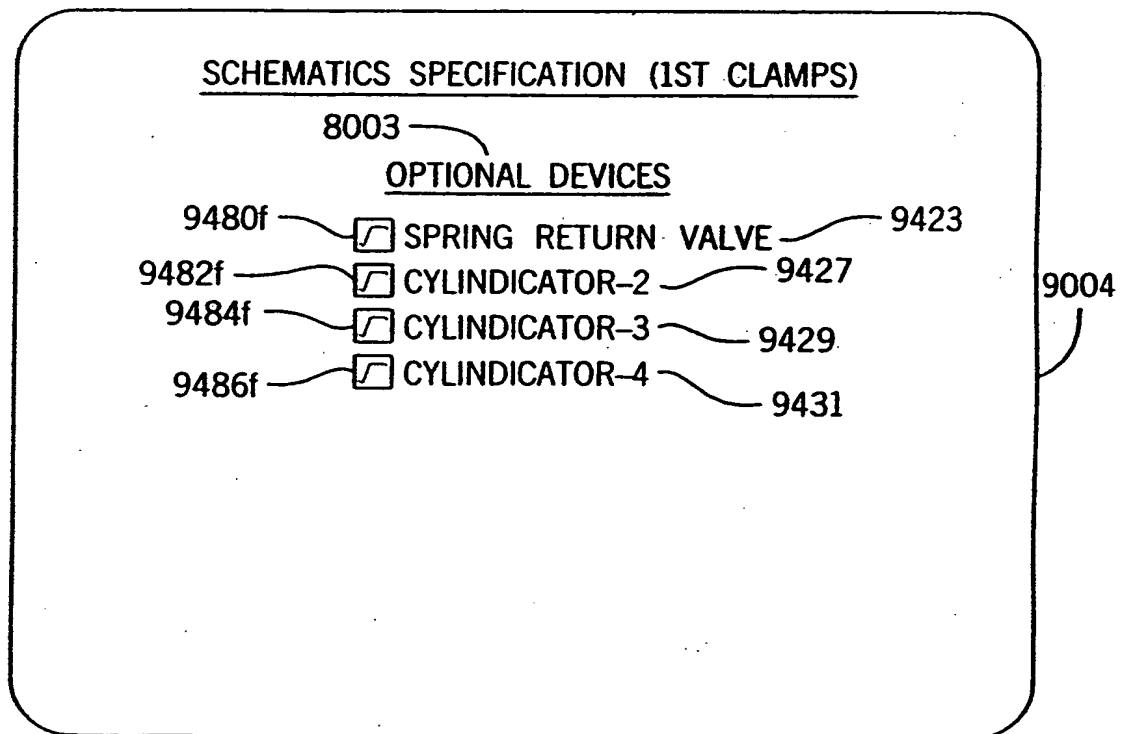 SCHEMATICS SPECIFICATION (1ST CLAMPS)
8003
OPTIONAL DEVICES
9480f SPRING RETURN VALVE 9423
9482f CYLINDICATOR-2 9427
9004
9484f CYLINDICATOR-3 9429
9486f CYLINDICATOR-4 9431